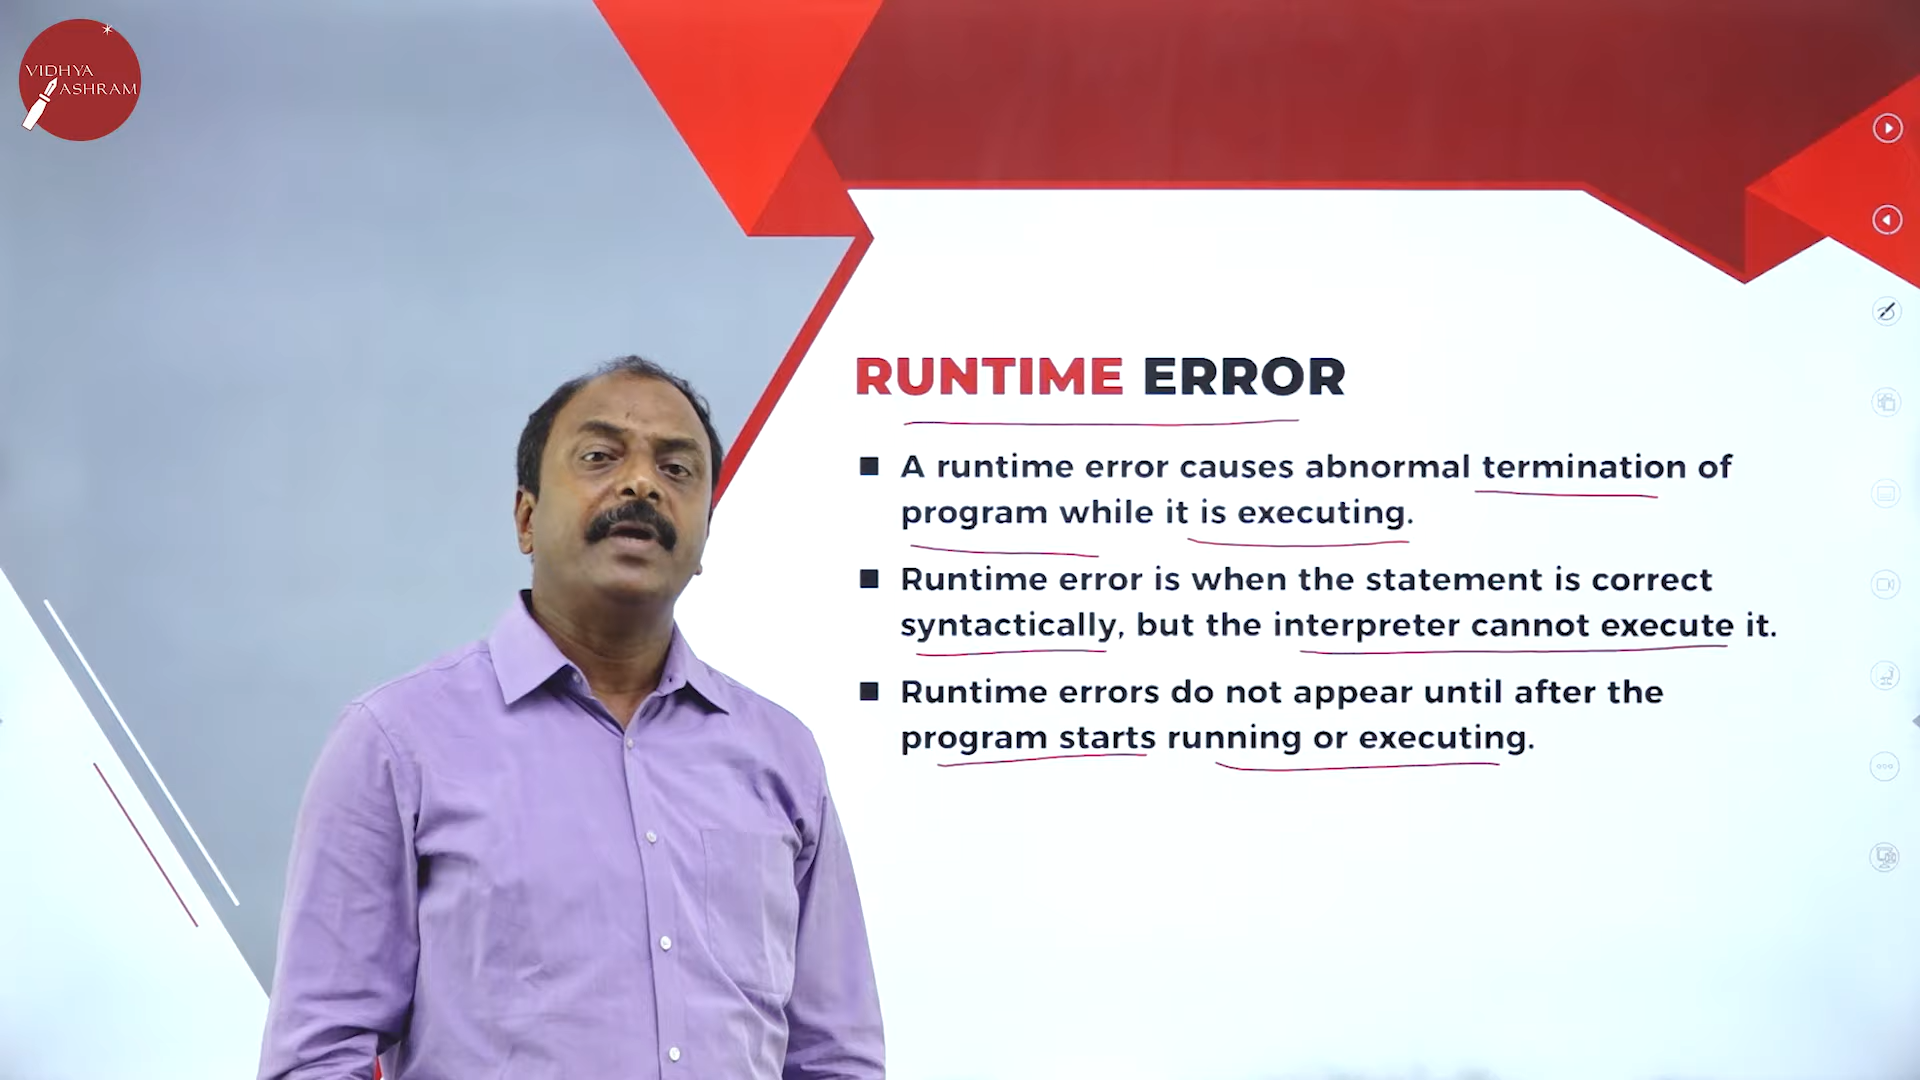 VIDHYA
ASHRAM
RUNTIME ERROR
A runtime error causes abnormal termination of
program while it is executing.
Runtime error is when the statement is correct
syntactically, but the interpreter cannot execute it.
Runtime errors do not appear until after the
program starts running or executing.